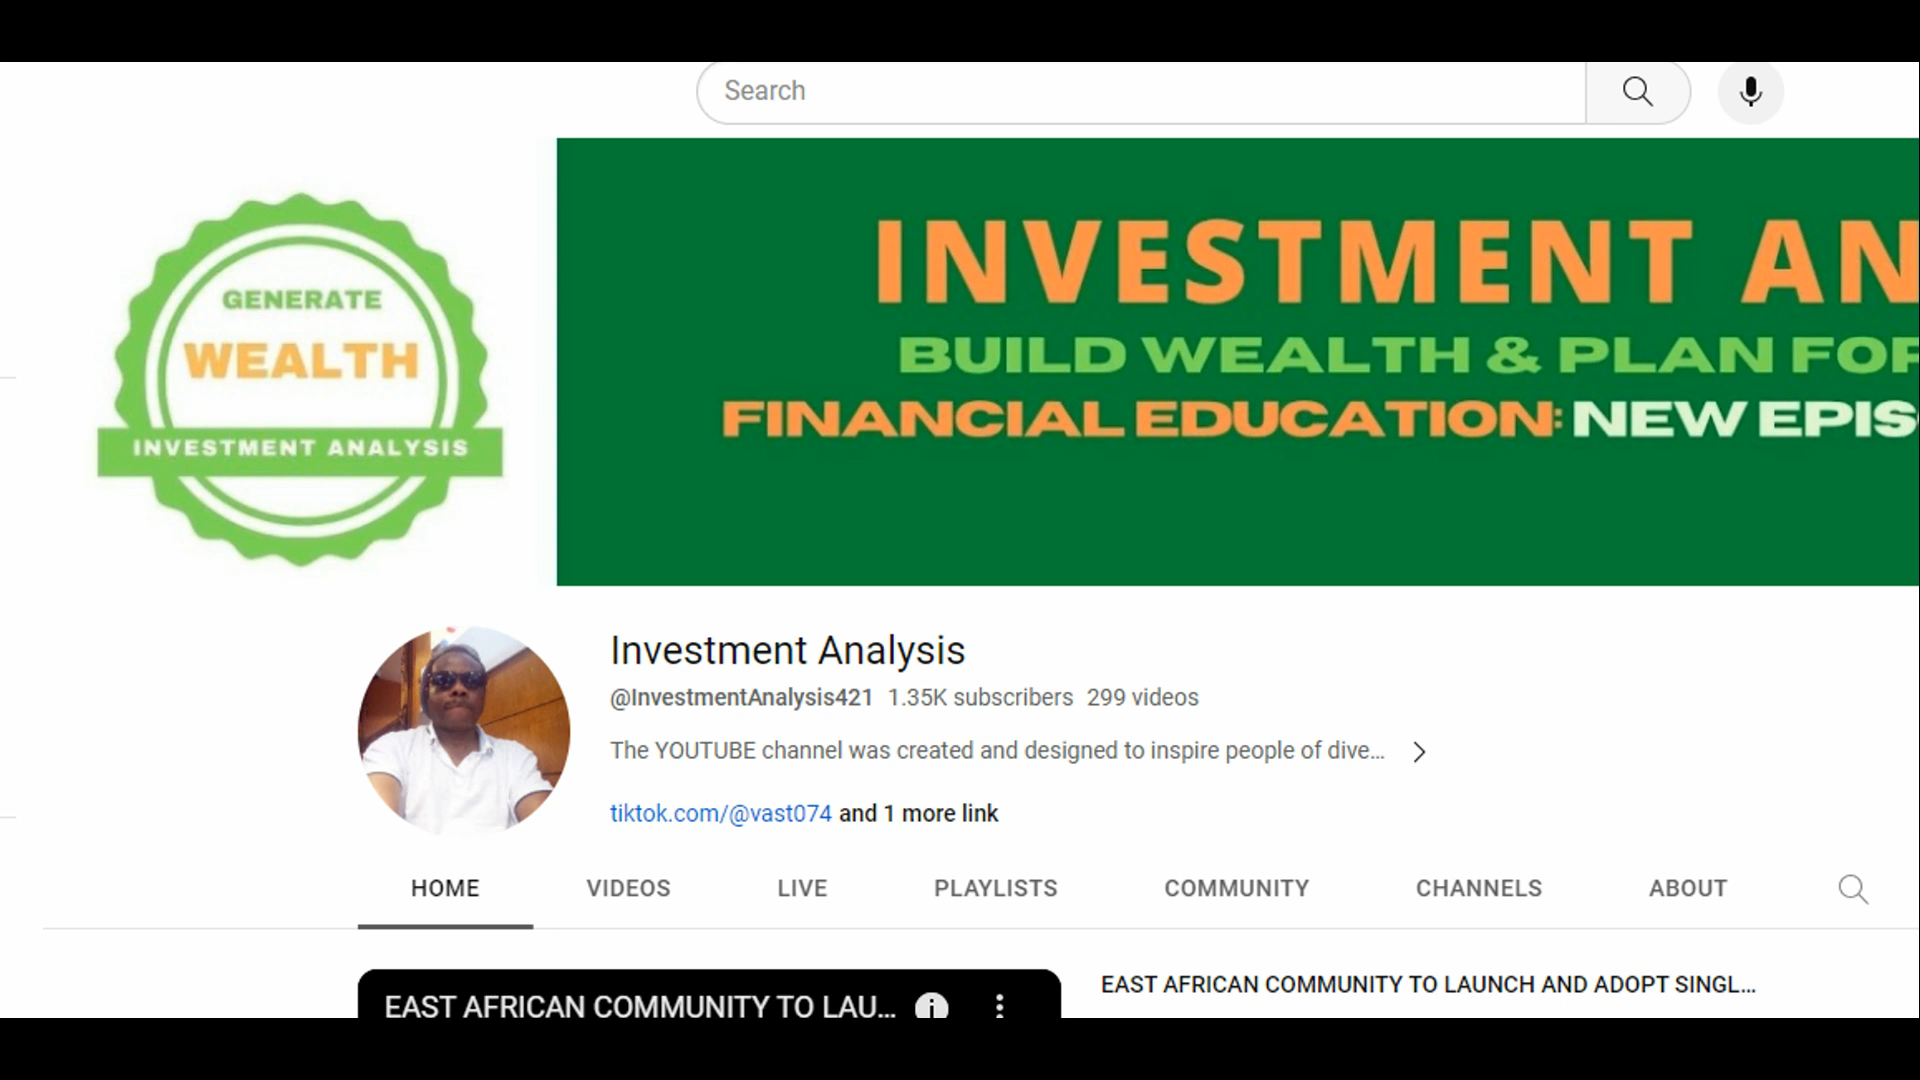 Search
GENERATE
WEALTH
INVESTMENT ANALYSIS
INVESTMENT AN
BUILD WEALTH & PLAN FOR
FINANCIAL EDUCATION: NEW EPIS
Investment Analysis
@InvestmentAnalysis421 1.35K subscribers 299 videos
The YOUTUBE channel was created and designed to inspire people of dive...
tiktok.com/@vast074 and 1 more link
HOME VIDEOS LIVE PLAYLISTS COMMUNITY CHANNELS ABOUT
EAST AFRICAN COMMUNITY TO LAU...
EAST AFRICAN COMMUNITY TO LAUNCH AND ADOPT SINGL...